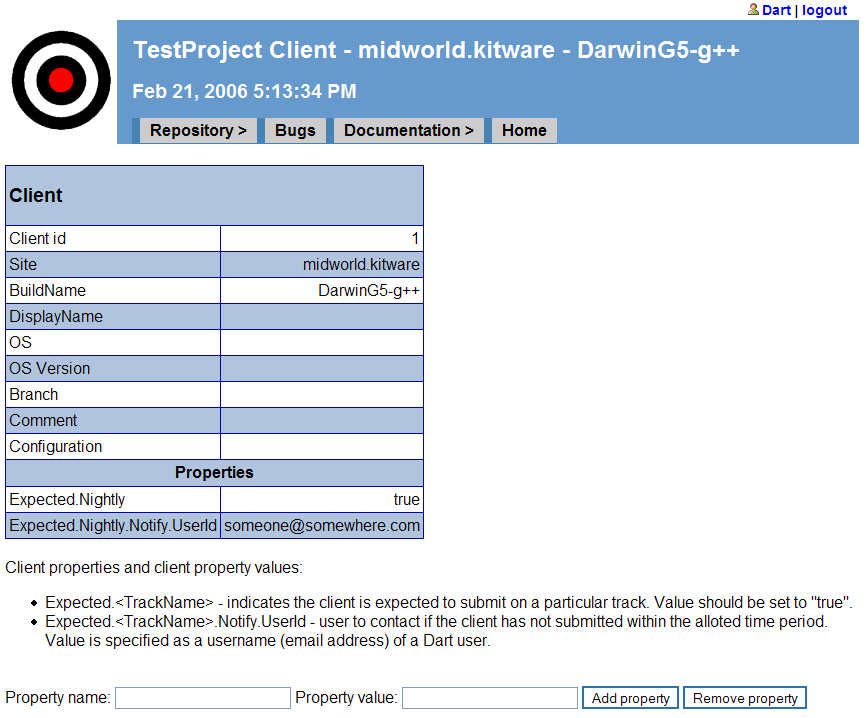 Dart | logout
TestProject Client - midworld.kitware - DarwinG5-g++
Feb 21, 2006 5:13:34 PM
Repository > Bugs Documentation > Home
Client
Client id 1
Site midworld.kitware
BuildName DarwinG5-g++
DisplayName
OS
OS Version
Branch
Comment
Configuration
Properties
Expected.Nightly true
Expected.Nightly.Notify.UserId someone@somewhere.com
Client properties and client property values:
Expected.<TrackName> - indicates the client is expected to submit on a particular track. Value should be set to "true".
Expected.<TrackName>.Notify.UserId - user to contact if the client has not submitted within the alloted time period.
Value is specified as a username (email address) of a Dart user.
Property name: Property value: Add property Remove property